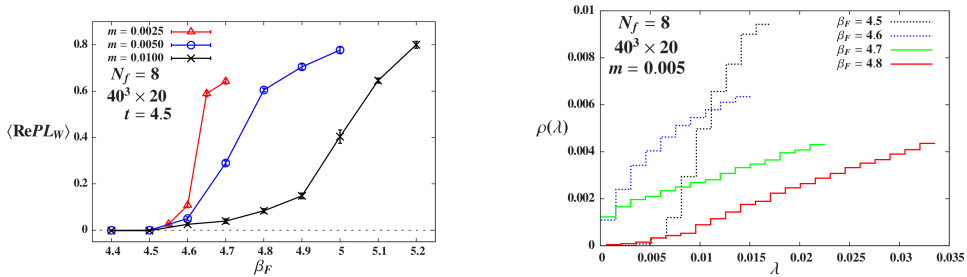 m = 0.0025
m = 0.0050
m = 0.0100
N_f = 8
40³ × 20
t = 4.5
⟨RePL_W⟩
0.8
0.6
0.4
0.2
0
4.4 4.5 4.6 4.7 4.8 4.9 5 5.1 5.2
β_F
N_f = 8
40³ × 20
m = 0.005
β_F = 4.5
β_F = 4.6
β_F = 4.7
β_F = 4.8
ρ(λ)
0.01
0.008
0.006
0.004
0.002
0
0 0.005 0.01 0.015 0.02 0.025 0.03 0.035
λ